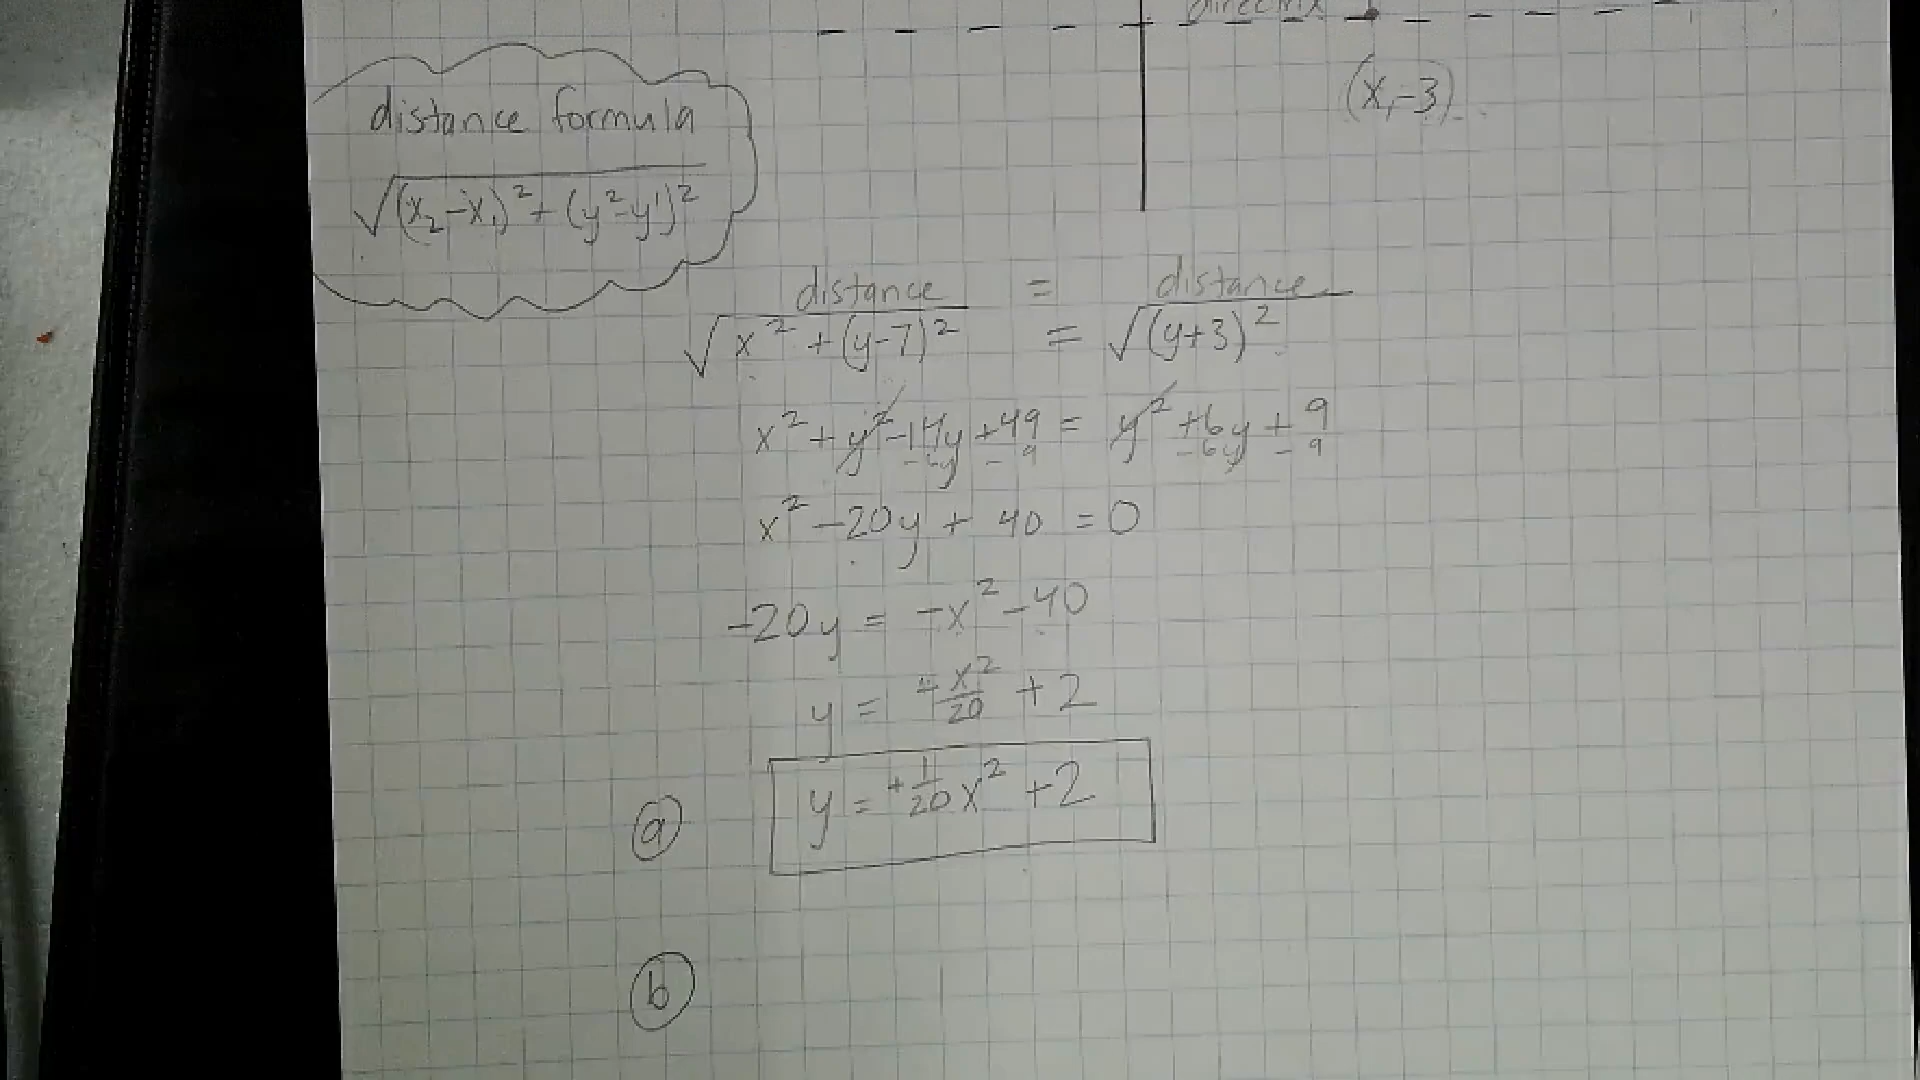 directrix
(x,-3)
distance formula
√(x₂-x₁)² + (y²-y¹)²
distance = distance
√x² + (y-7)² = √(y+3)²
x² + y² -14y +49 = y² +6y + 9
-6y - 9 -6y - 9
x² -20y + 40 = 0
-20y = -x² -40
y = +x²/20 + 2
ⓐ y = +1/20 x² +2
ⓑ